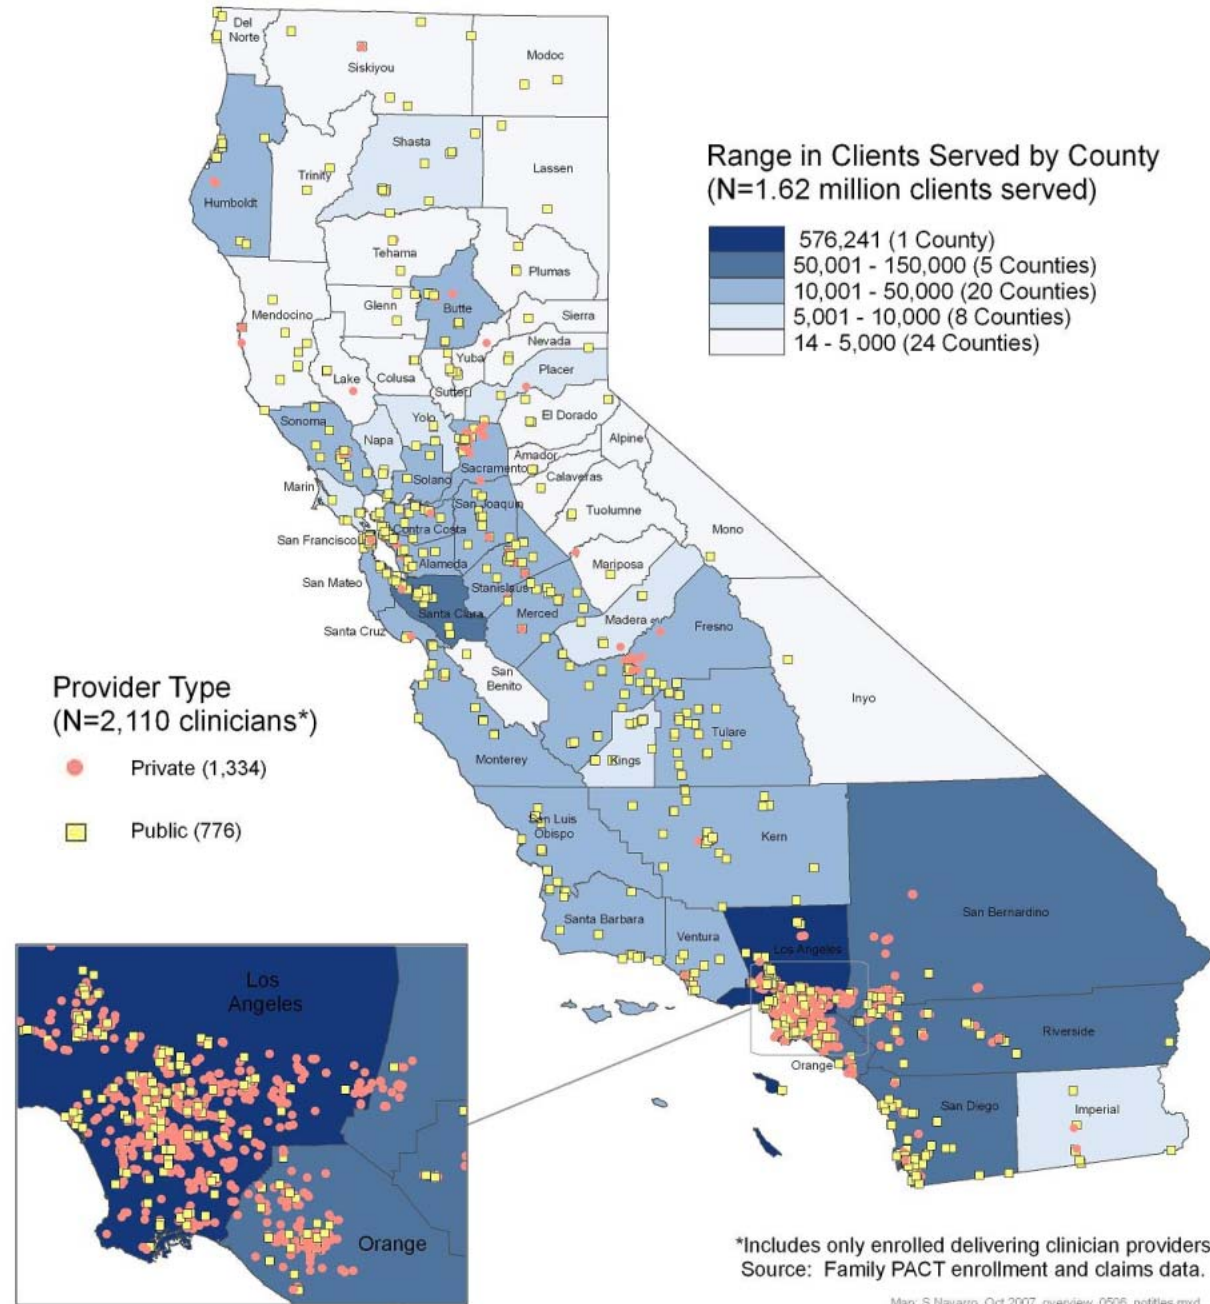 Del
Norte
Siskiyou
Modoc
Shasta
Trinity
Lassen
Humboldt
Tehama
Plumas
Glenn
Butte
Mendocino
Sierra
Nevada
Yuba
Placer
Lake
Colusa
Sutter
Sonoma
Yolo
El Dorado
Napa
Alpine
Amador
Sacramento
Calaveras
Marin
Solano
San Joaquin
Tuolumne
Contra Costa
Mono
San Francisco
Alameda
Mariposa
San Mateo
Stanislaus
Santa Clara
Merced
Madera
Fresno
Santa Cruz
San
Benito
Inyo
Tulare
Monterey
Kings
San Luis
Obispo
Kern
Santa Barbara
Ventura
Los Angeles
San Bernardino
Riverside
Orange
San Diego
Imperial
Range in Clients Served by County
(N=1.62 million clients served)
576,241 (1 County)
50,001 - 150,000 (5 Counties)
10,001 - 50,000 (20 Counties)
5,001 - 10,000 (8 Counties)
14 - 5,000 (24 Counties)
Provider Type
(N=2,110 clinicians*)
Private (1,334)
Public (776)
Los
Angeles
Orange
*Includes only enrolled delivering clinician providers
Source: Family PACT enrollment and claims data.
Map: S Navarro, Oct 2007, overview_0506_notitles.mxd